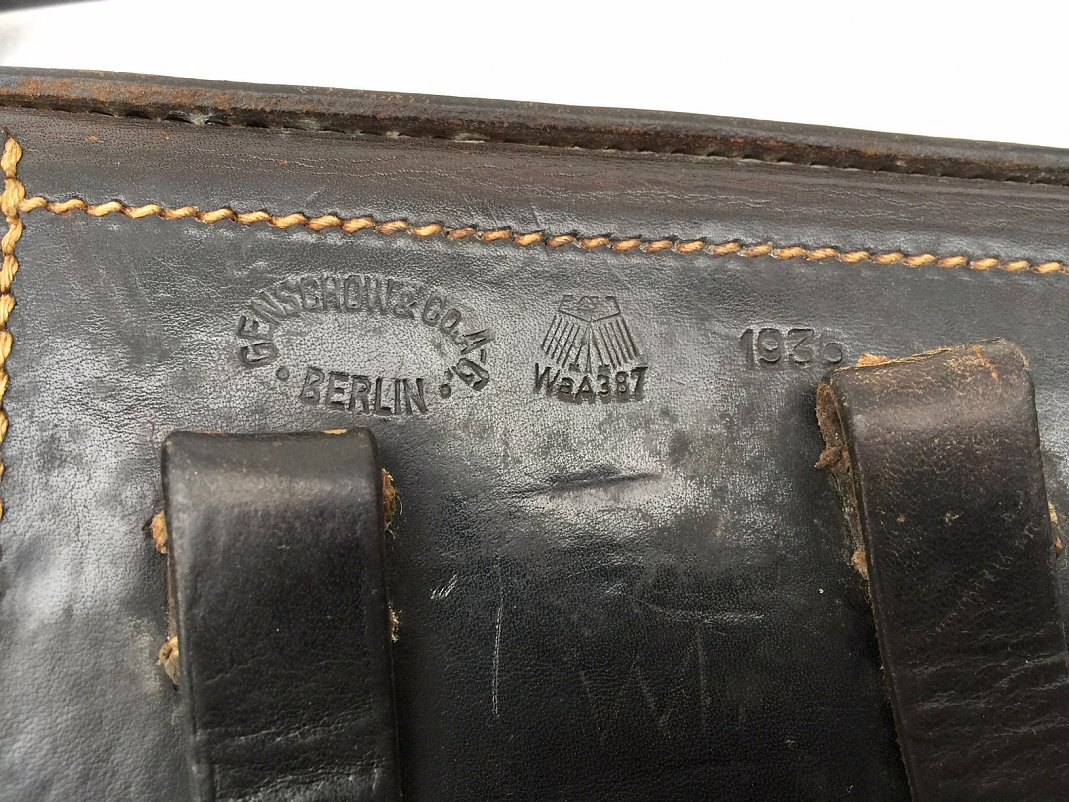 GENSCHOW & CO. A-G
• BERLIN •
WaA387